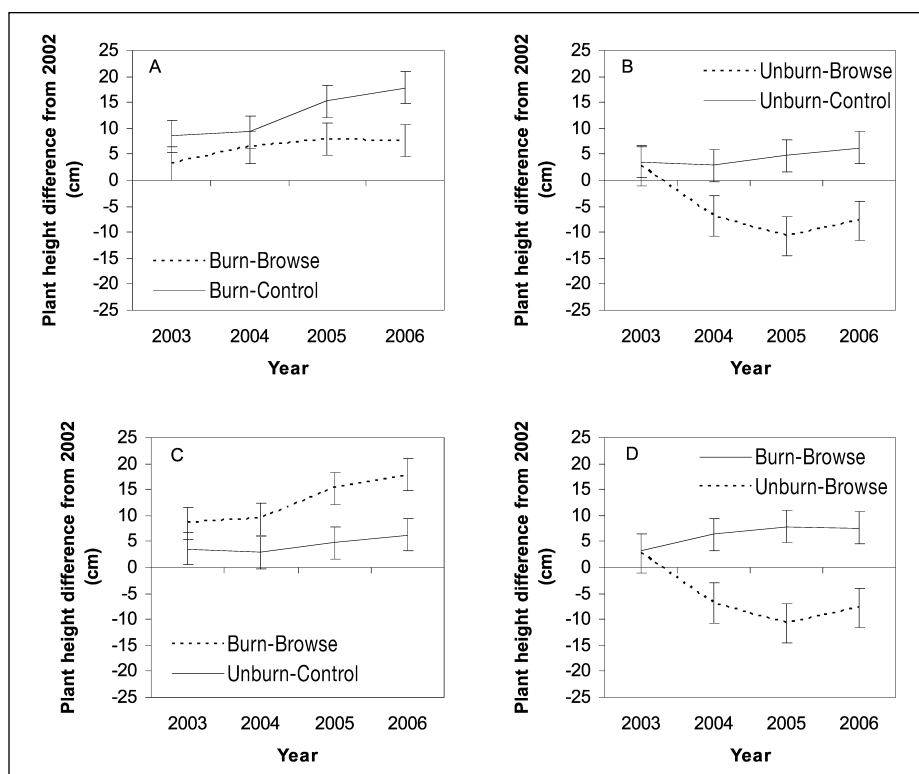 Plant height difference from 2002
(cm)
25
20
15
10
5
0
-5
-10
-15
-20
-25
A
Burn-Browse
Burn-Control
2003 2004 2005 2006
Year
Plant height difference from 2002
(cm)
25
20
15
10
5
0
-5
-10
-15
-20
-25
B
Unburn-Browse
Unburn-Control
2003 2004 2005 2006
Year
Plant height difference from 2002
(cm)
25
20
15
10
5
0
-5
-10
-15
-20
-25
C
Burn-Browse
Unburn-Control
2003 2004 2005 2006
Year
Plant height difference from 2002
(cm)
25
20
15
10
5
0
-5
-10
-15
-20
-25
D
Burn-Browse
Unburn-Browse
2003 2004 2005 2006
Year